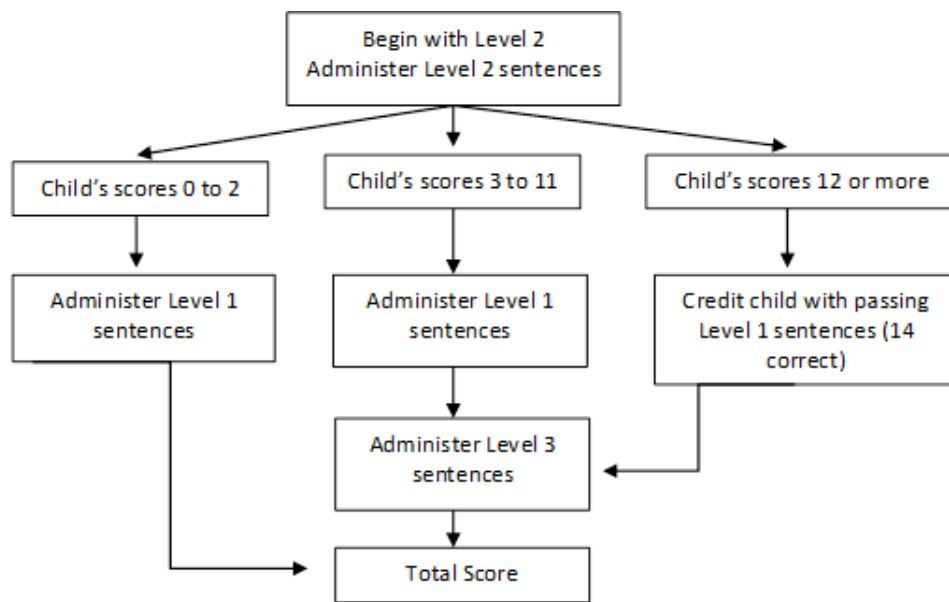 Begin with Level 2
Administer Level 2 sentences
Child’s scores 0 to 2
Child’s scores 3 to 11
Child’s scores 12 or more
Administer Level 1
sentences
Administer Level 1
sentences
Credit child with passing
Level 1 sentences (14
correct)
Administer Level 3
sentences
Total Score